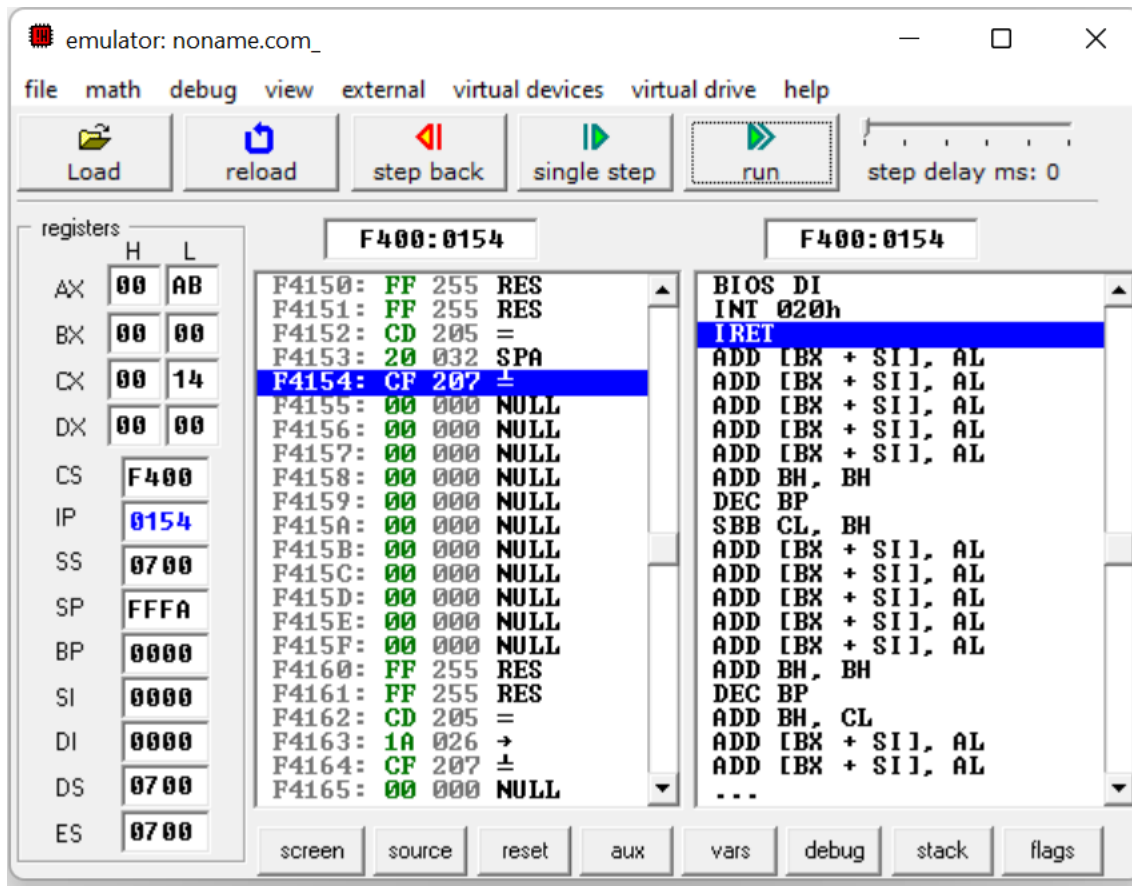 emulator: noname.com_
file math debug view external virtual devices virtual drive help
Load reload step back single step run step delay ms: 0
registers
H L
AX 00 AB
BX 00 00
CX 00 14
DX 00 00
CS F400
IP 0154
SS 0700
SP FFFA
BP 0000
SI 0000
DI 0000
DS 0700
ES 0700
F400:0154
F4150: FF 255 RES
F4151: FF 255 RES
F4152: CD 205 =
F4153: 20 032 SPA
F4154: CF 207 ╧
F4155: 00 000 NULL
F4156: 00 000 NULL
F4157: 00 000 NULL
F4158: 00 000 NULL
F4159: 00 000 NULL
F415A: 00 000 NULL
F415B: 00 000 NULL
F415C: 00 000 NULL
F415D: 00 000 NULL
F415E: 00 000 NULL
F415F: 00 000 NULL
F4160: FF 255 RES
F4161: FF 255 RES
F4162: CD 205 =
F4163: 1A 026 →
F4164: CF 207 ╧
F4165: 00 000 NULL
F400:0154
BIOS DI
INT 020h
IRET
ADD [BX + SI], AL
ADD [BX + SI], AL
ADD [BX + SI], AL
ADD [BX + SI], AL
ADD [BX + SI], AL
ADD BH, BH
DEC BP
SBB CL, BH
ADD [BX + SI], AL
ADD [BX + SI], AL
ADD [BX + SI], AL
ADD [BX + SI], AL
ADD [BX + SI], AL
ADD BH, BH
DEC BP
ADD BH, CL
ADD [BX + SI], AL
ADD [BX + SI], AL
...
screen source reset aux vars debug stack flags